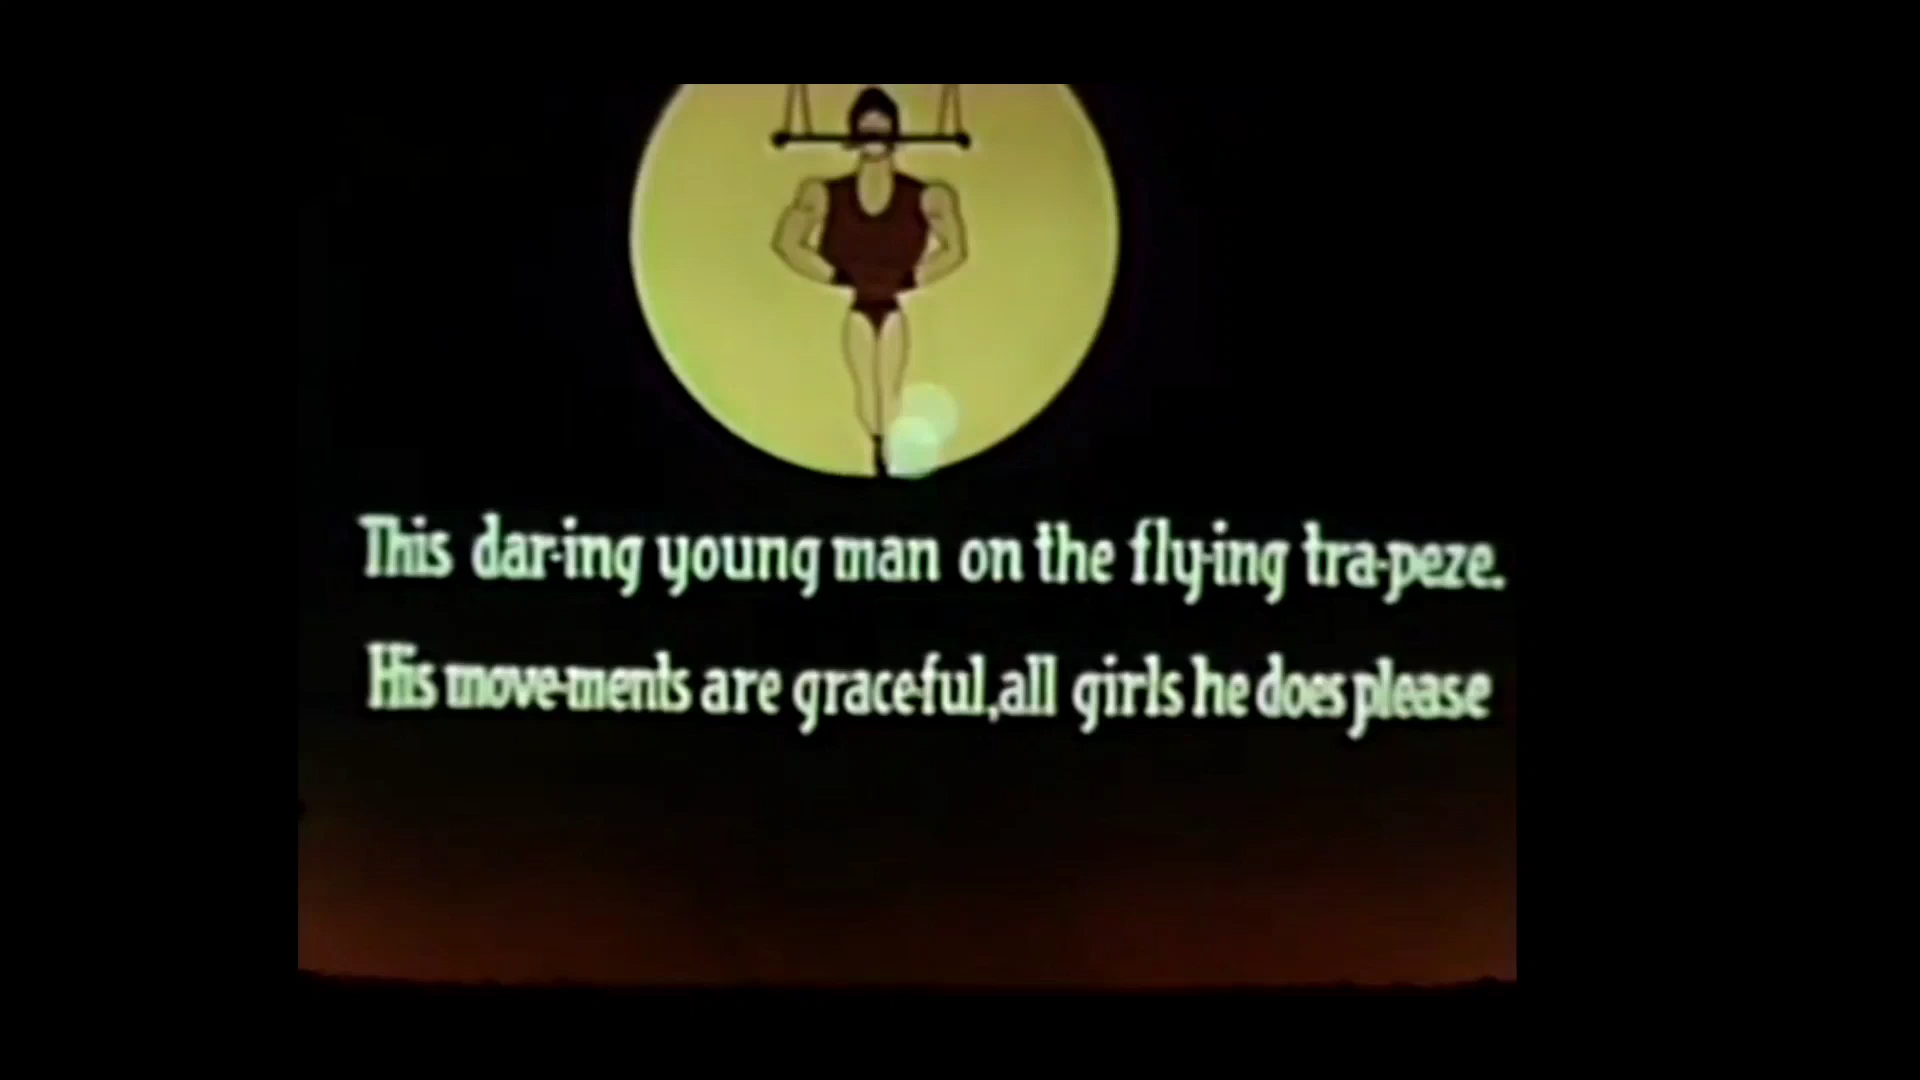 This dar-ing young man on the fly-ing tra-peze.
His move-ments are grace-ful, all girls he does please